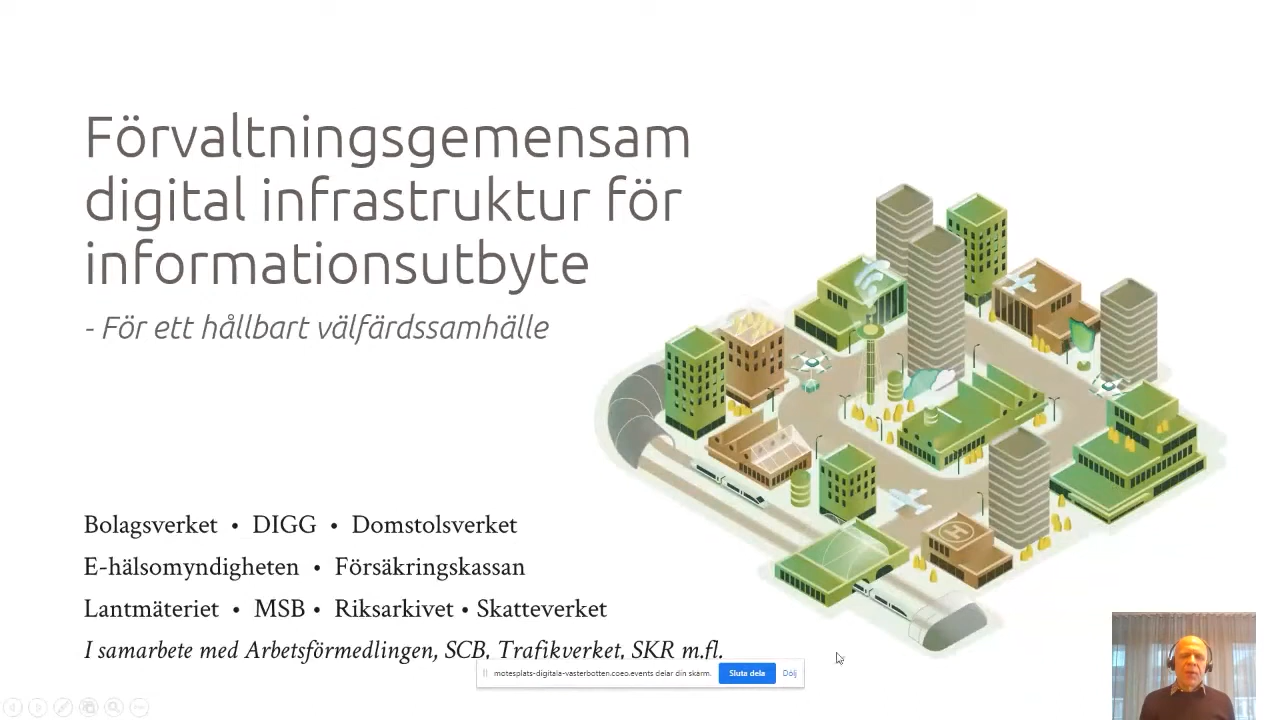 Förvaltningsgemensam
digital infrastruktur för
informationsutbyte
- För ett hållbart välfärdssamhälle
Bolagsverket • DIGG • Domstolsverket
E-hälsomyndigheten • Försäkringskassan
Lantmäteriet • MSB • Riksarkivet • Skatteverket
I samarbete med Arbetsförmedlingen, SCB, Trafikverket, SKR m.fl.
motesplats-digitala-vasterbotten.coeo.events delar din skärm.
Sluta dela
Dölj
H